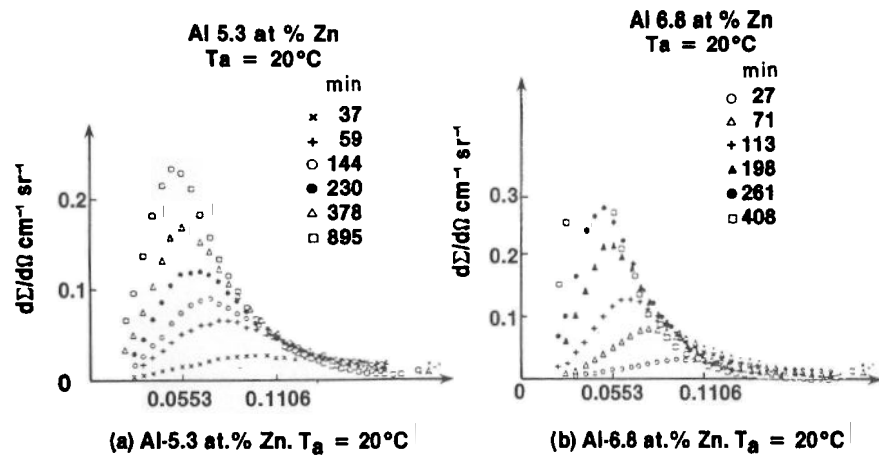 Al 5.3 at % Zn
Ta = 20°C
min
× 37
+ 59
○ 144
● 230
△ 378
□ 895
dΣ/dΩ cm⁻¹ sr⁻¹
0.2
0.1
0
0.0553 0.1106
(a) Al-5.3 at.% Zn. Ta = 20°C
Al 6.8 at % Zn
Ta = 20°C
min
○ 27
△ 71
+ 113
▲ 198
● 261
□ 408
dΣ/dΩ cm⁻¹ sr⁻¹
0.3
0.2
0.1
0
0.0553 0.1106
(b) Al-6.8 at.% Zn. Ta = 20°C